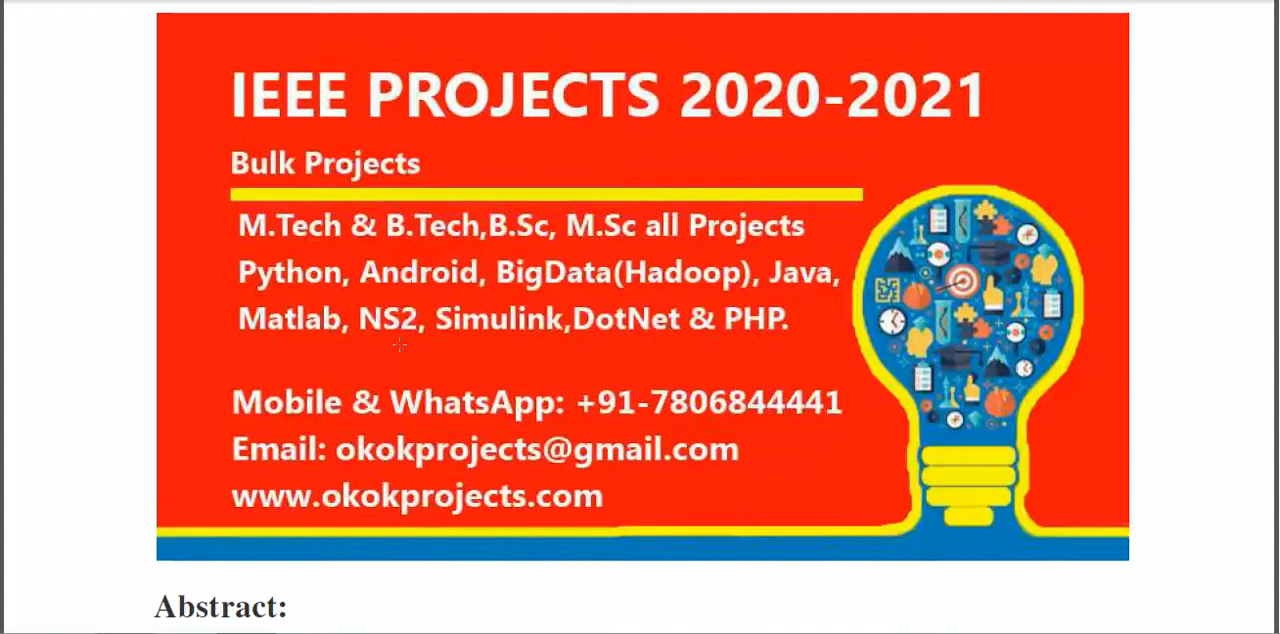 IEEE PROJECTS 2020-2021
Bulk Projects
M.Tech & B.Tech,B.Sc, M.Sc all Projects
Python, Android, BigData(Hadoop), Java,
Matlab, NS2, Simulink,DotNet & PHP.
Mobile & WhatsApp: +91-7806844441
Email: okokprojects@gmail.com
www.okokprojects.com
Abstract: